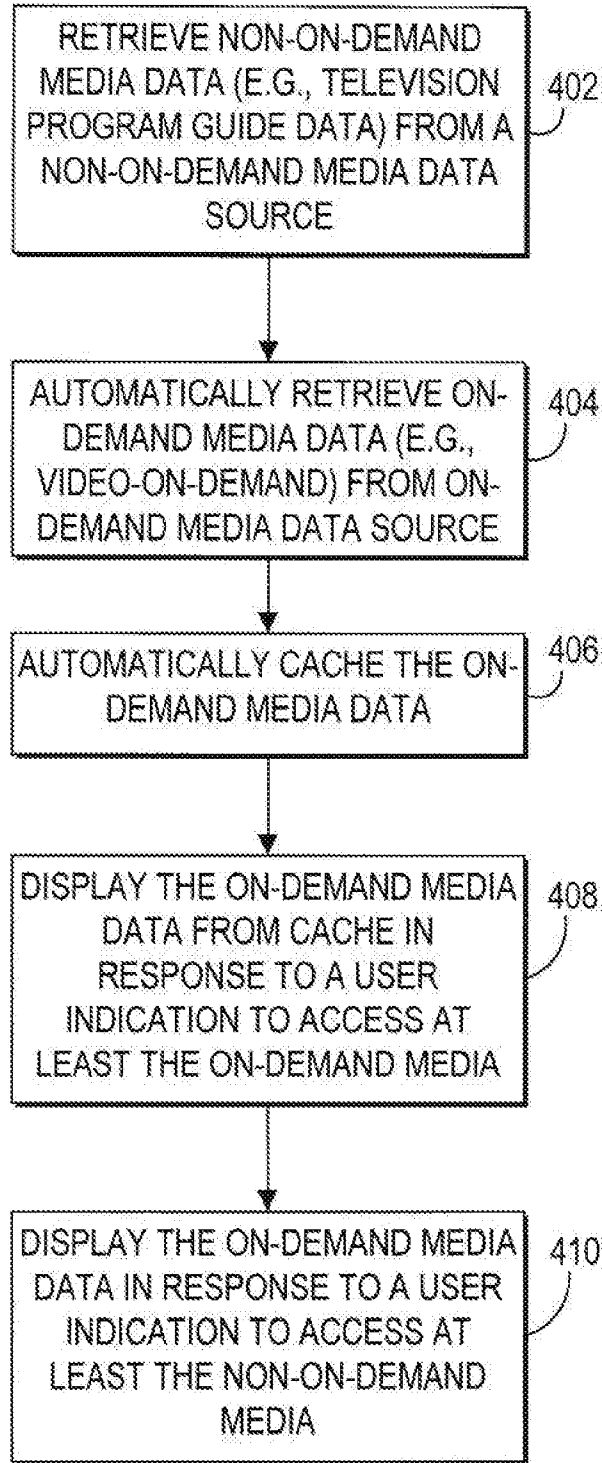 RETRIEVE NON-ON-DEMAND
MEDIA DATA (E.G., TELEVISION
PROGRAM GUIDE DATA) FROM A
NON-ON-DEMAND MEDIA DATA
SOURCE
402
AUTOMATICALLY RETRIEVE ON-
DEMAND MEDIA DATA (E.G.,
VIDEO-ON-DEMAND) FROM ON-
DEMAND MEDIA DATA SOURCE
404
AUTOMATICALLY CACHE THE ON-
DEMAND MEDIA DATA
406
DISPLAY THE ON-DEMAND MEDIA
DATA FROM CACHE IN
RESPONSE TO A USER
INDICATION TO ACCESS AT
LEAST THE ON-DEMAND MEDIA
408
DISPLAY THE ON-DEMAND MEDIA
DATA IN RESPONSE TO A USER
INDICATION TO ACCESS AT
LEAST THE NON-ON-DEMAND
MEDIA
410